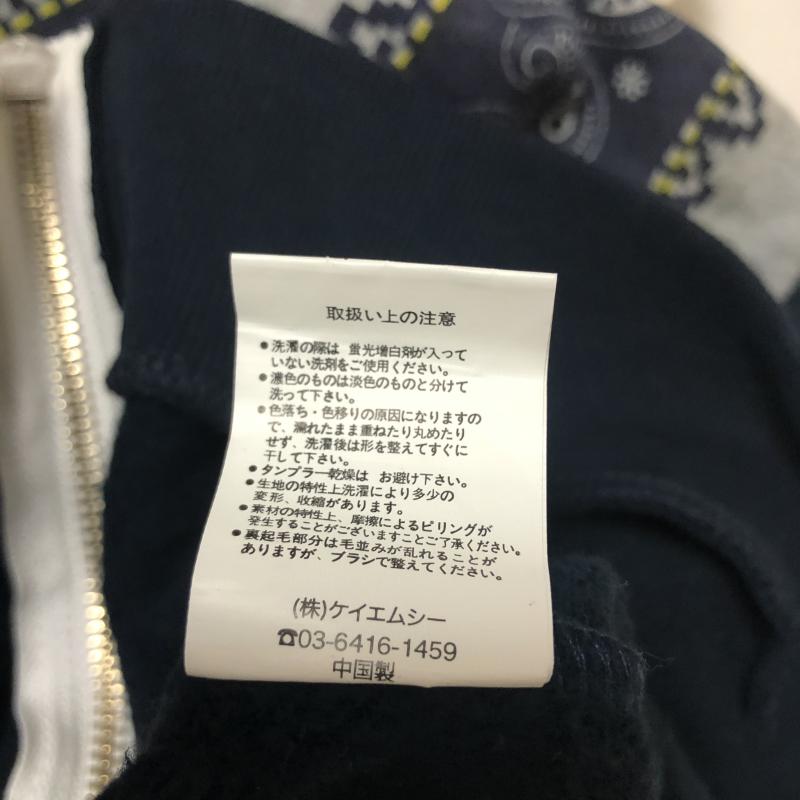 取扱い上の注意
●洗濯の際は 蛍光増白剤が入って
いない洗剤をご使用ください。
●濃色のものは淡色のものと分けて
洗って下さい。
●色落ち・色移りの原因になりますの
で、濡れたまま重ねたり丸めたり
せず、洗濯後は形を整えてすぐに
干して下さい。
●タンブラー乾燥は お避け下さい。
●生地の特性上洗濯により多少の
変形、収縮があります。
●素材の特性上、摩擦によるピリングが
発生することがございますことご了承ください。
●裏起毛部分は毛並みが乱れることが
ありますが、ブラシで整えてください。
(株)ケイエムシー
☎03-6416-1459
中国製